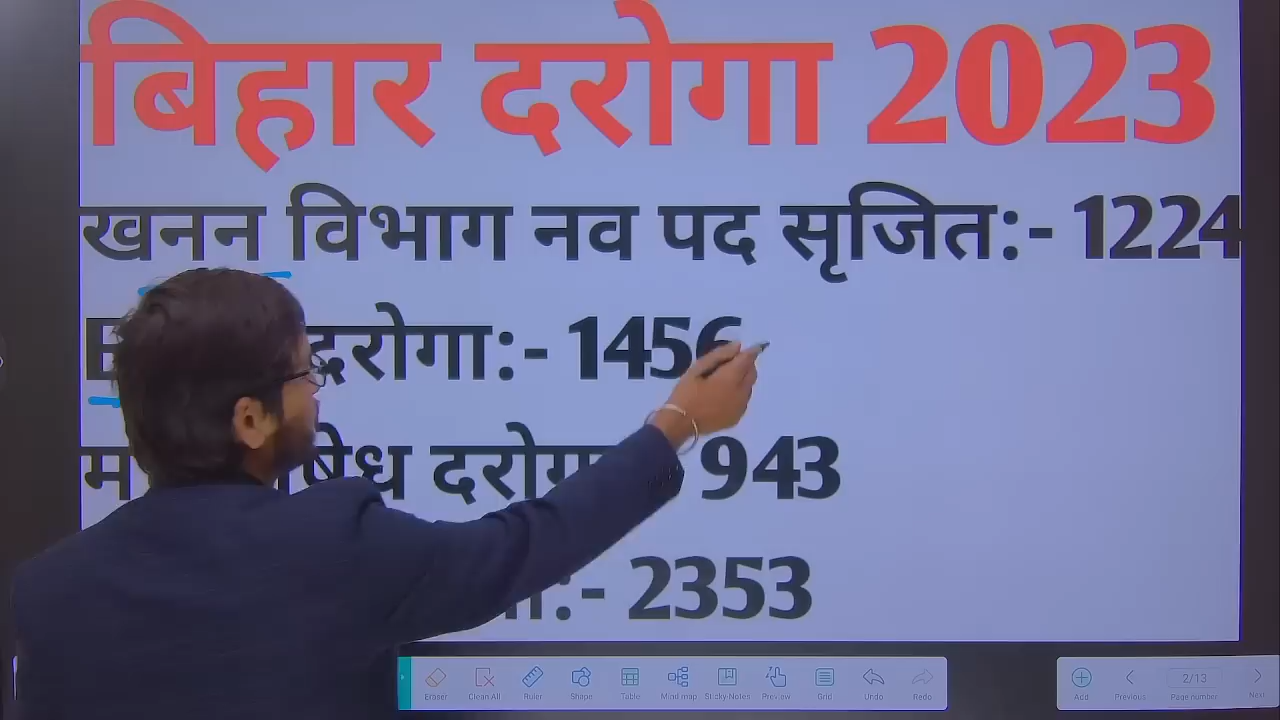 बिहार दरोगा 2023
खनन विभाग नव पद सृजित:- 1224
दरोगा:- 1456
दरोगा 943
:- 2353
Eraser Clean All Ruler Shape Table Mind map Sticky Notes Preview Grid Undo Redo
Add Previous 2/13 Page number Next